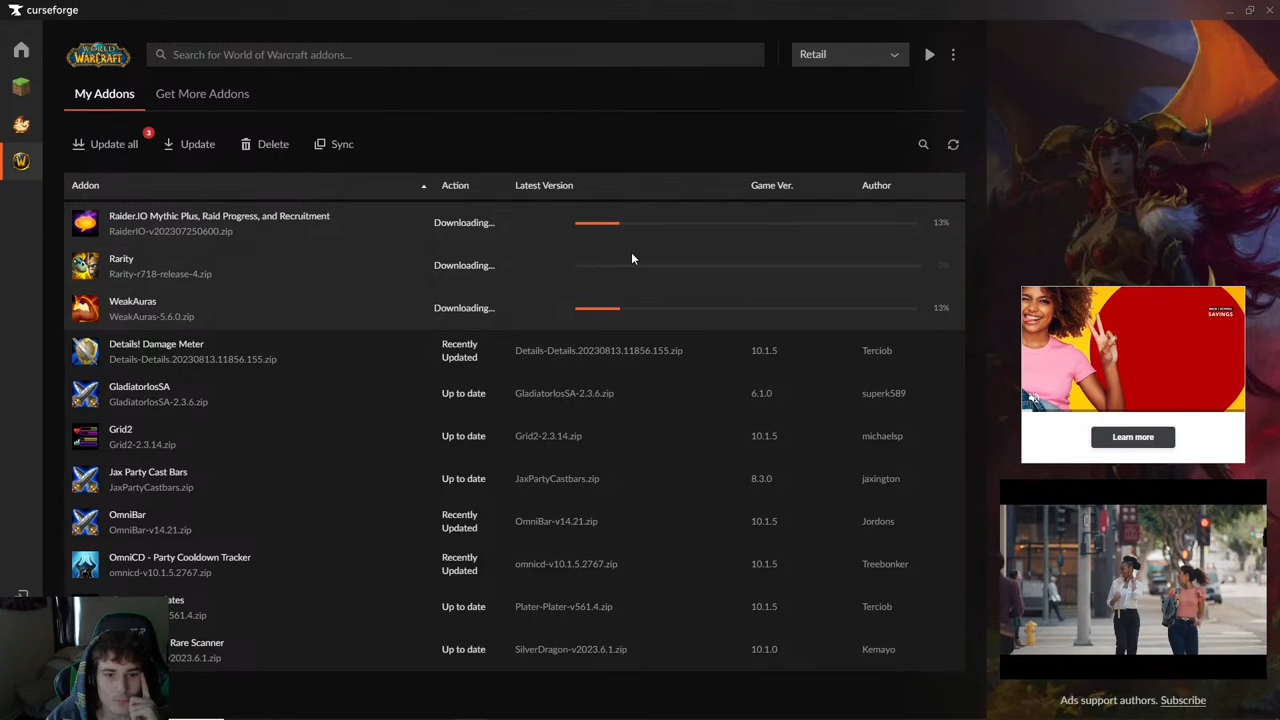 curseforge
WORLD
WARCRAFT
Search for World of Warcraft addons...
Retail
My Addons
Get More Addons
Update all
3
Update
Delete
Sync
Addon
Action
Latest Version
Game Ver.
Author
Raider.IO Mythic Plus, Raid Progress, and Recruitment
RaiderIO-v202307250600.zip
Downloading...
13%
Rarity
Rarity-r718-release-4.zip
Downloading...
0%
WeakAuras
WeakAuras-5.6.0.zip
Downloading...
13%
Details! Damage Meter
Details-Details.20230813.11856.155.zip
Recently
Updated
Details-Details.20230813.11856.155.zip
10.1.5
Terciob
GladiatorlosSA
GladiatorlosSA-2.3.6.zip
Up to date
GladiatorlosSA-2.3.6.zip
6.1.0
superk589
Grid2
Grid2-2.3.14.zip
Up to date
Grid2-2.3.14.zip
10.1.5
michaelsp
Jax Party Cast Bars
JaxPartyCastbars.zip
Up to date
JaxPartyCastbars.zip
8.3.0
jaxington
OmniBar
OmniBar-v14.21.zip
Recently
Updated
OmniBar-v14.21.zip
10.1.5
Jordons
OmniCD - Party Cooldown Tracker
omnicd-v10.1.5.2767.zip
Recently
Updated
omnicd-v10.1.5.2767.zip
10.1.5
Treebonker
ates
561.4.zip
Up to date
Plater-Plater-v561.4.zip
10.1.5
Terciob
Rare Scanner
v2023.6.1.zip
Up to date
SilverDragon-v2023.6.1.zip
10.1.0
Kemayo
SAVINGS
Learn more
Ads support authors. Subscribe